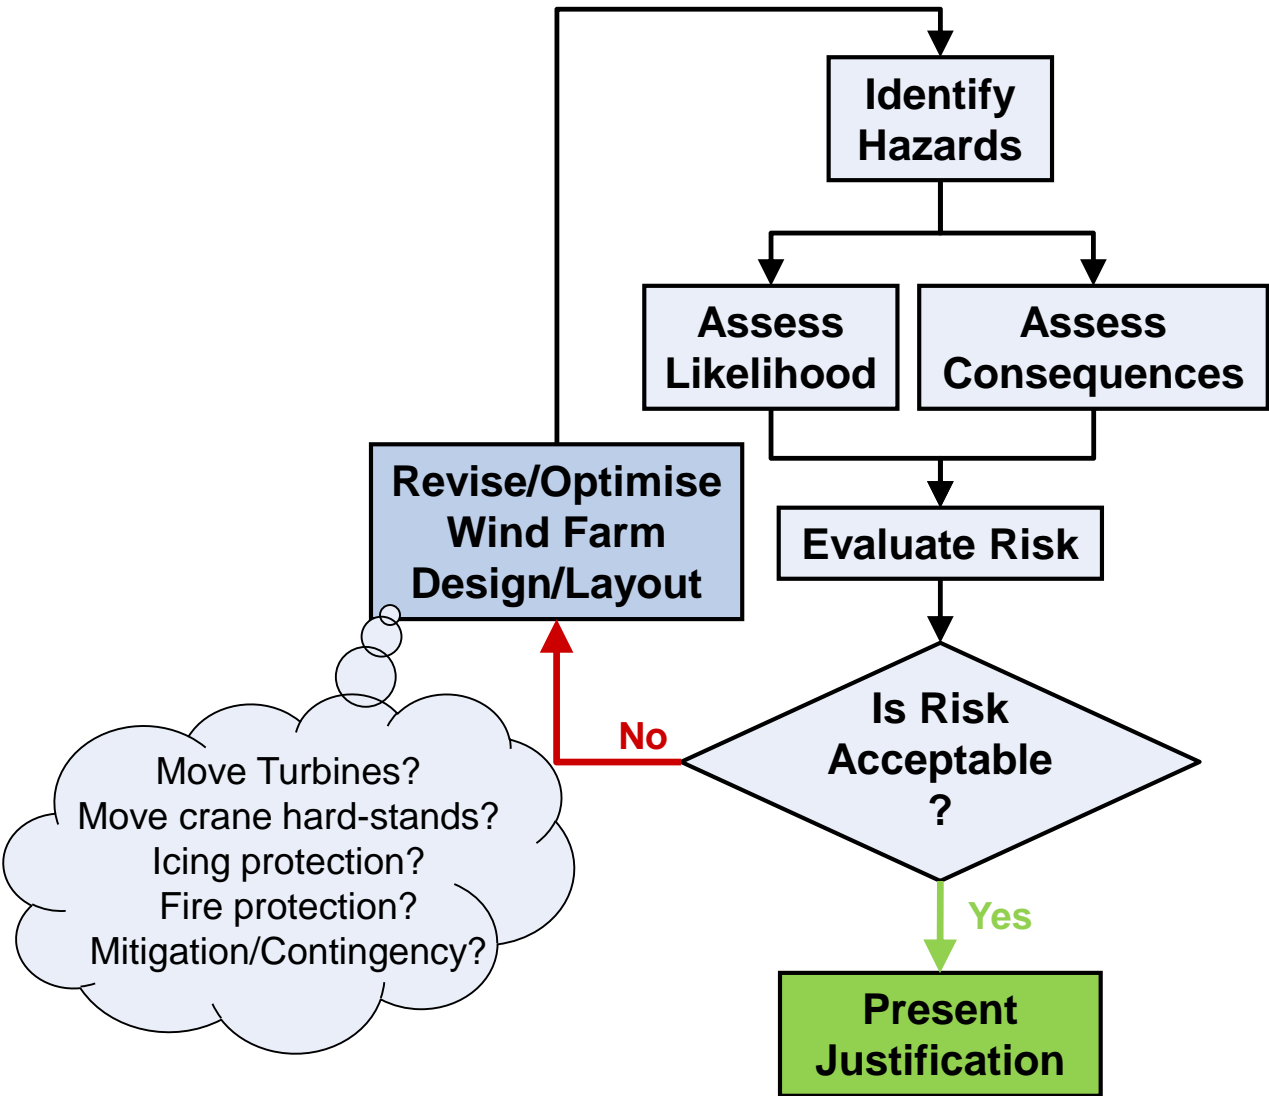 Identify
Hazards
Assess
Likelihood
Assess
Consequences
Revise/Optimise
Wind Farm
Design/Layout
Evaluate Risk
Is Risk
Acceptable
?
No
Move Turbines?
Move crane hard-stands?
Icing protection?
Fire protection?
Mitigation/Contingency?
Yes
Present
Justification